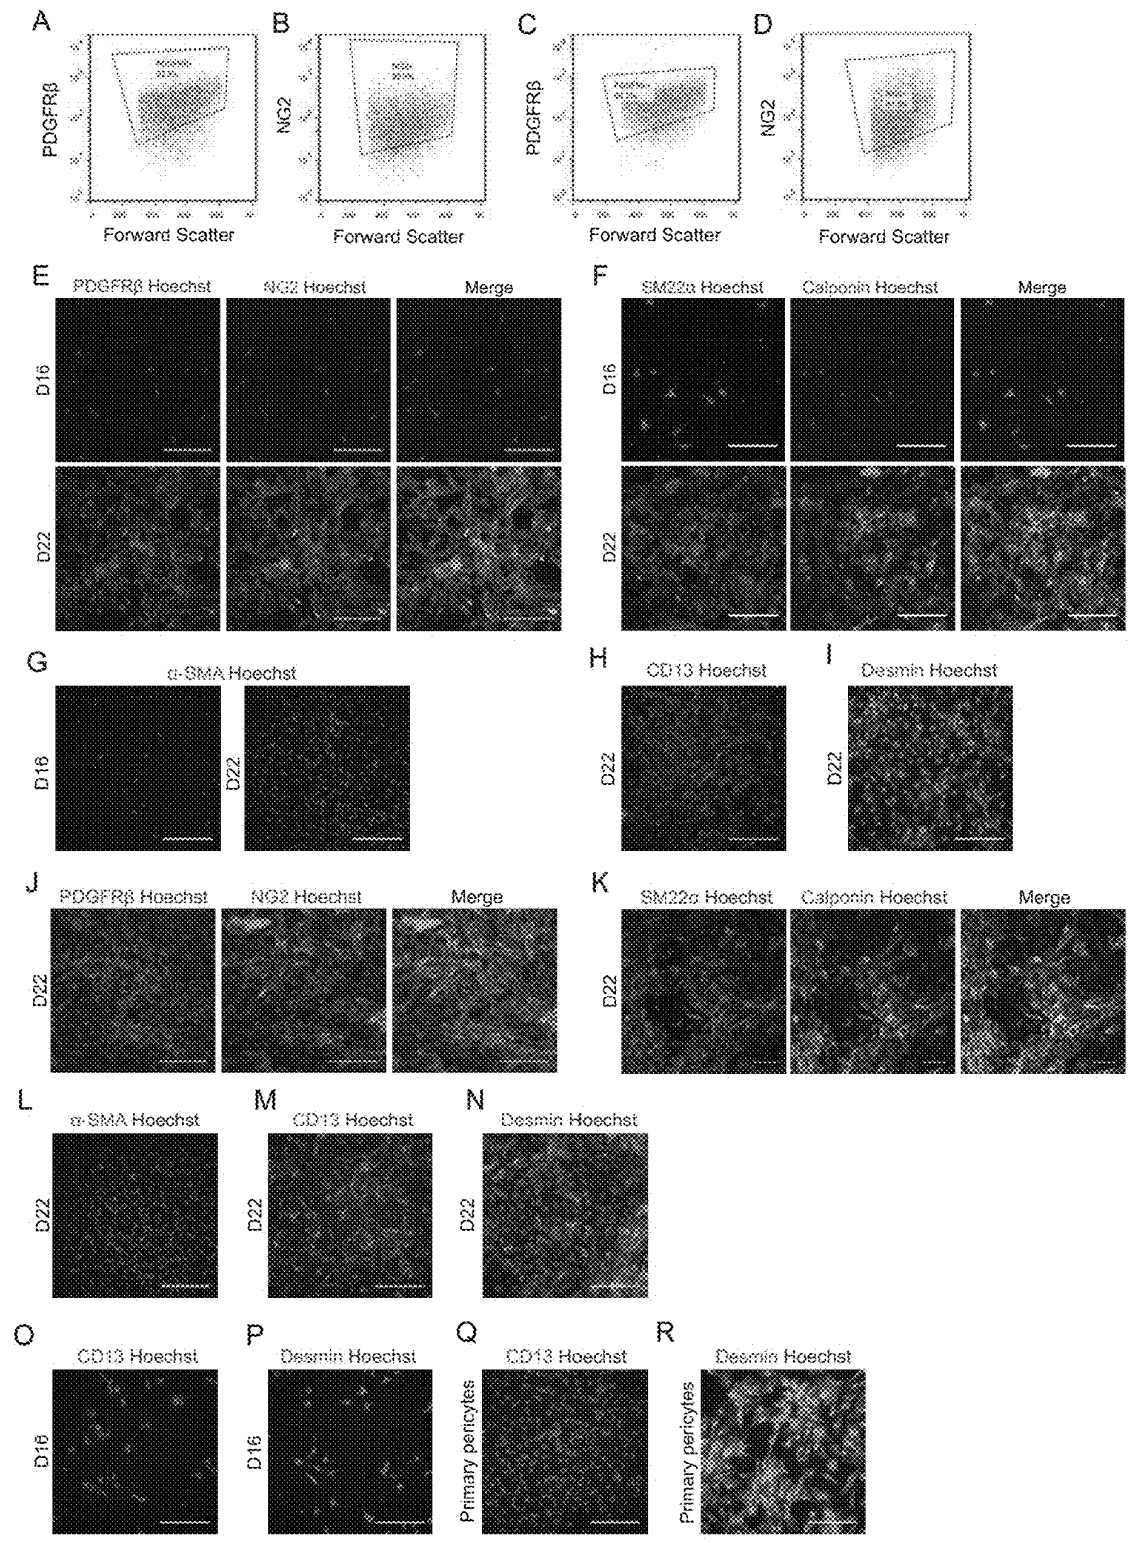 A B C D
PDGFRβ NG2 PDGFRβ NG2
Forward Scatter Forward Scatter Forward Scatter Forward Scatter
E F
PDGFRβ Hoechst NG2 Hoechst Merge SM22α Hoechst Calponin Hoechst Merge
D16 D16
D22 D22
G H I
α-SMA Hoechst CD13 Hoechst Desmin Hoechst
D16 D22 D22 D22
J K
PDGFRβ Hoechst NG2 Hoechst Merge SM22α Hoechst Calponin Hoechst Merge
D22 D22
L M N
α-SMA Hoechst CD13 Hoechst Desmin Hoechst
D22 D22 D22
O P Q R
CD13 Hoechst Desmin Hoechst CD13 Hoechst Desmin Hoechst
D16 D16 Primary pericytes Primary pericytes